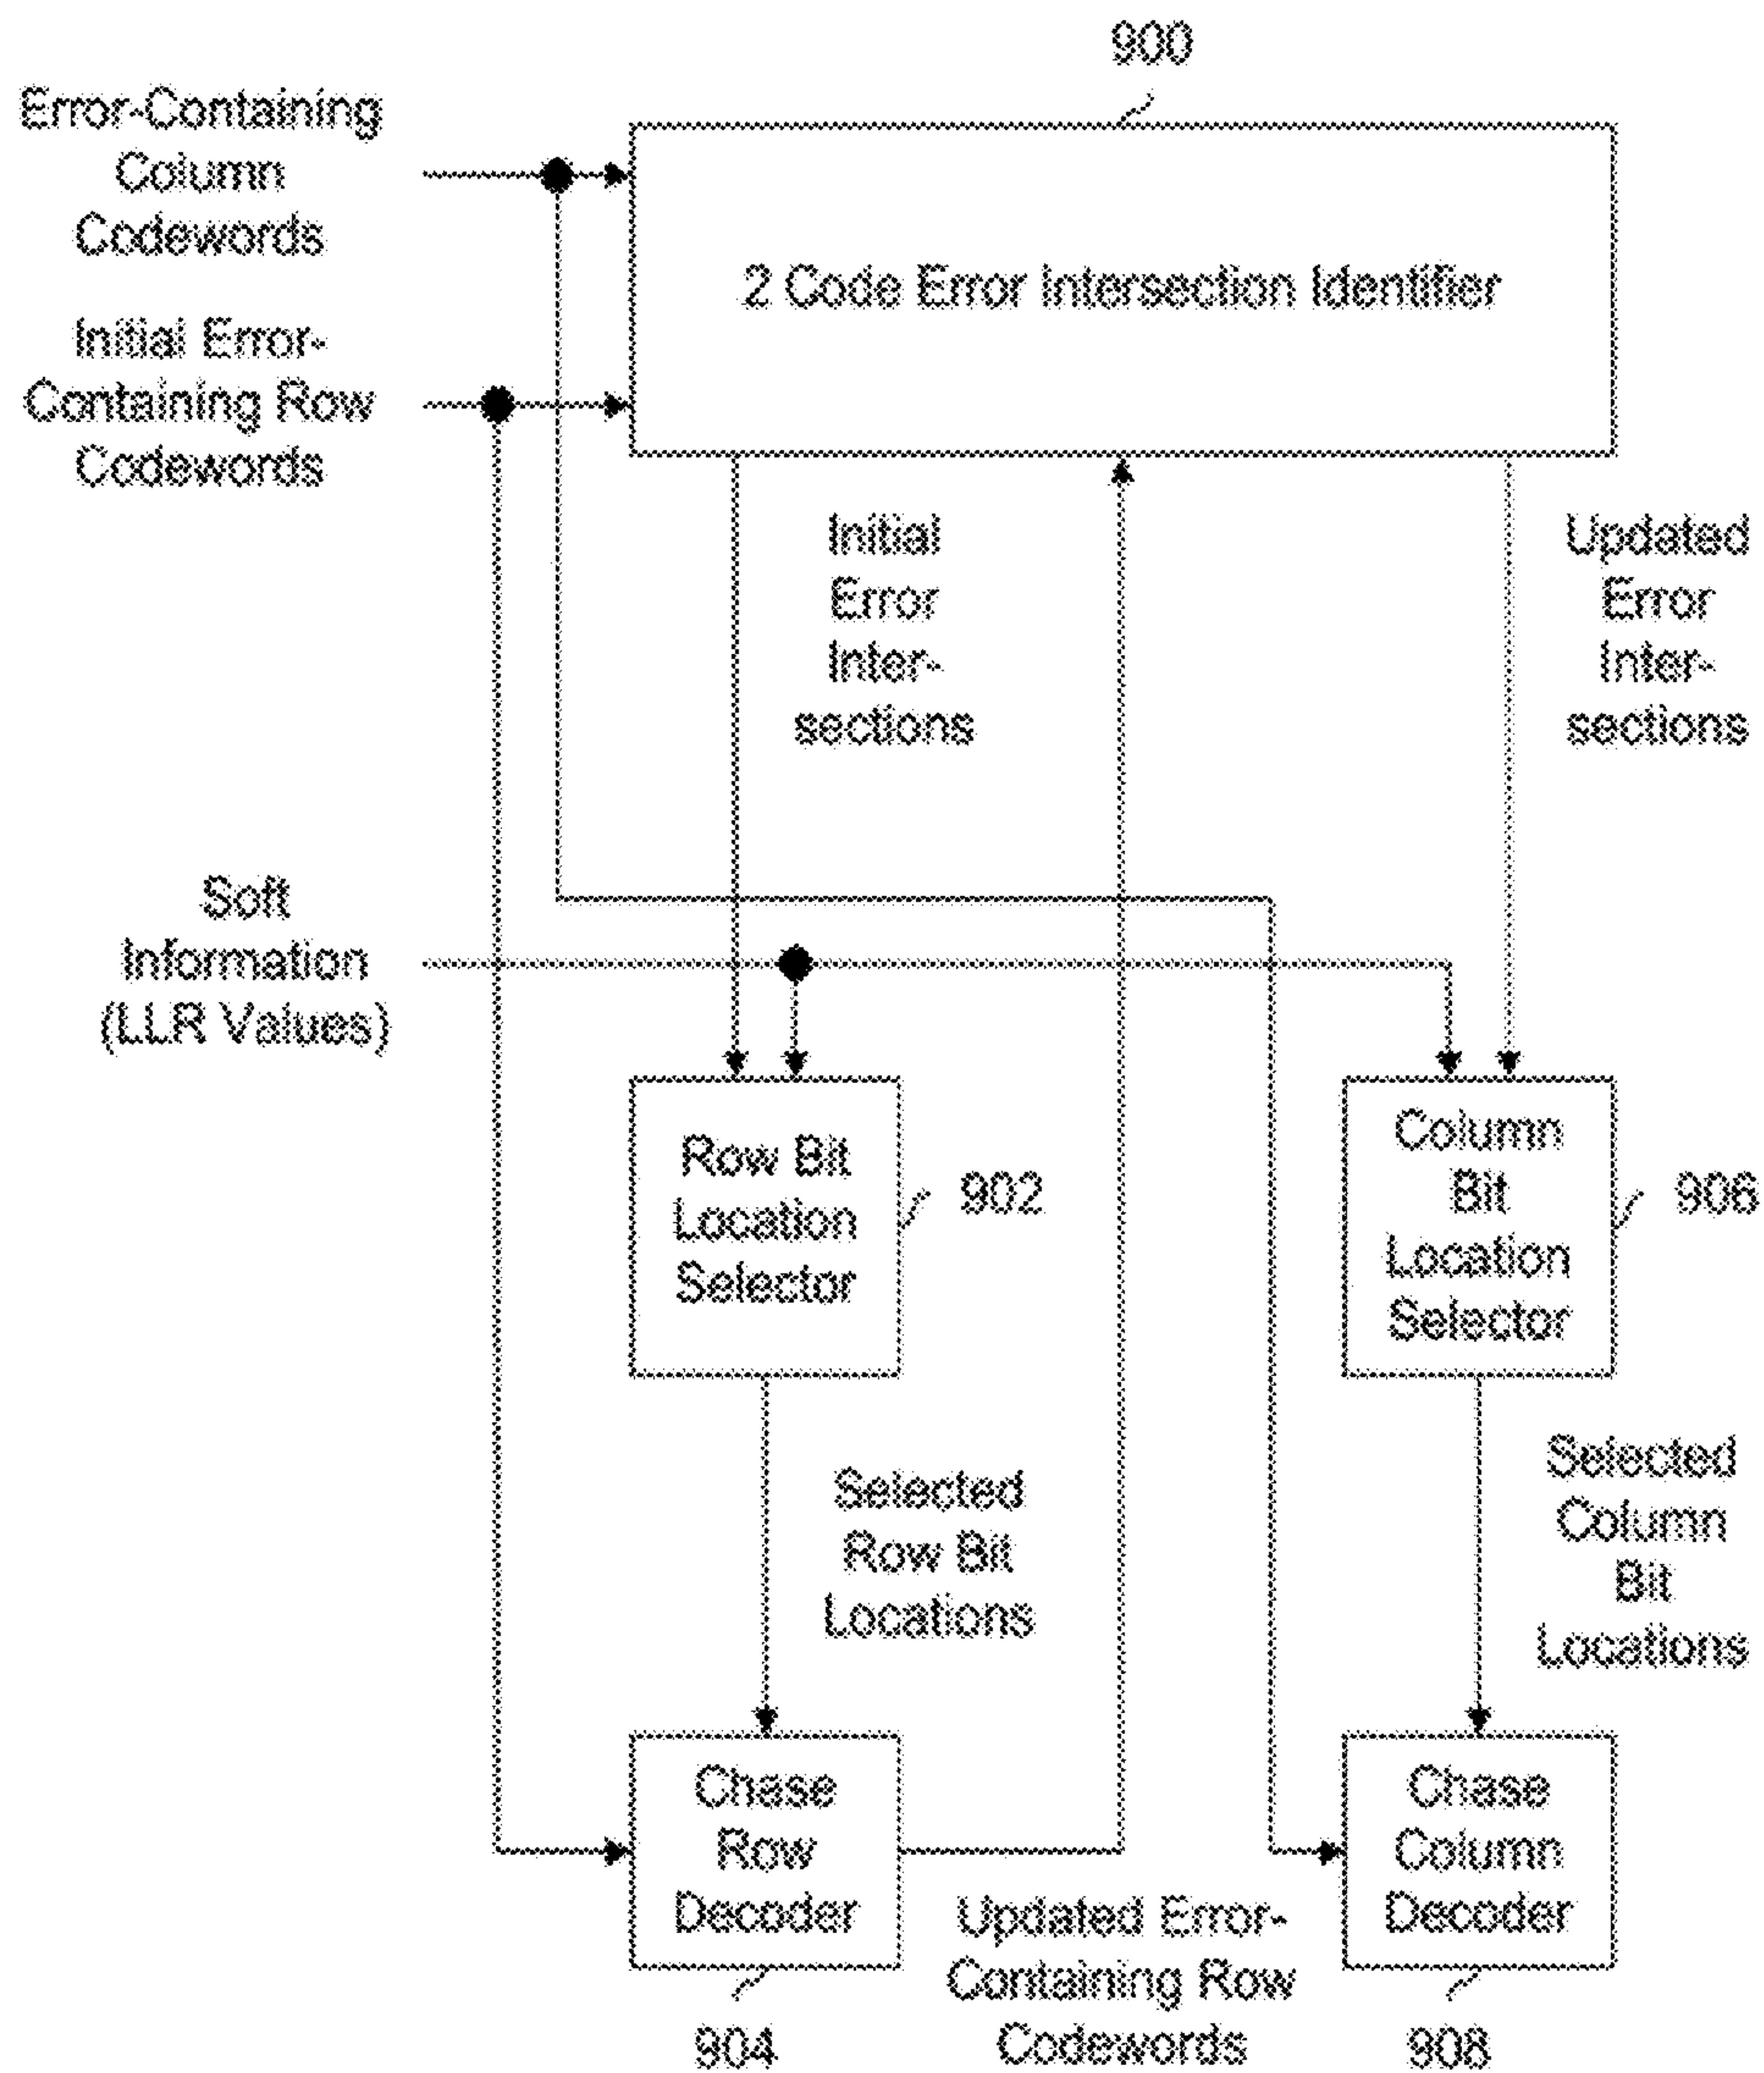 900
Error-Containing
Column
Codewords
2 Code Error Intersection Identifier
Initial Error-
Containing Row
Codewords
Initial
Error
Inter-
sections
Updated
Error
Inter-
sections
Soft
Information
(LLR Values)
Row Bit
Location
Selector
902
Column
Bit
Location
Selector
906
Selected
Row Bit
Locations
Selected
Column
Bit
Locations
Chase
Row
Decoder
Chase
Column
Decoder
Updated Error-
Containing Row
Codewords
904
908